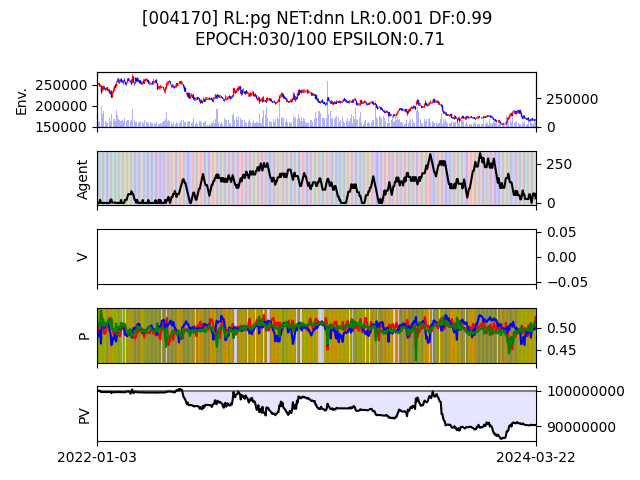 [004170] RL:pg NET:dnn LR:0.001 DF:0.99
EPOCH:030/100 EPSILON:0.71
Env.
250000
200000
150000
250000
0
Agent
250
0
V
0.05
0.00
−0.05
P
0.50
0.45
PV
100000000
90000000
2022-01-03
2024-03-22